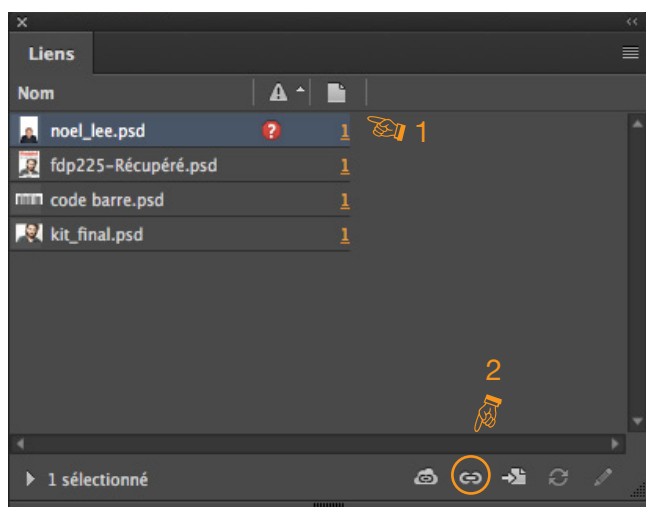 Liens
Nom
noel_lee.psd ? 1 1
fdp225-Récupéré.psd 1
code barre.psd 1
kit_final.psd 1
2
1 sélectionné